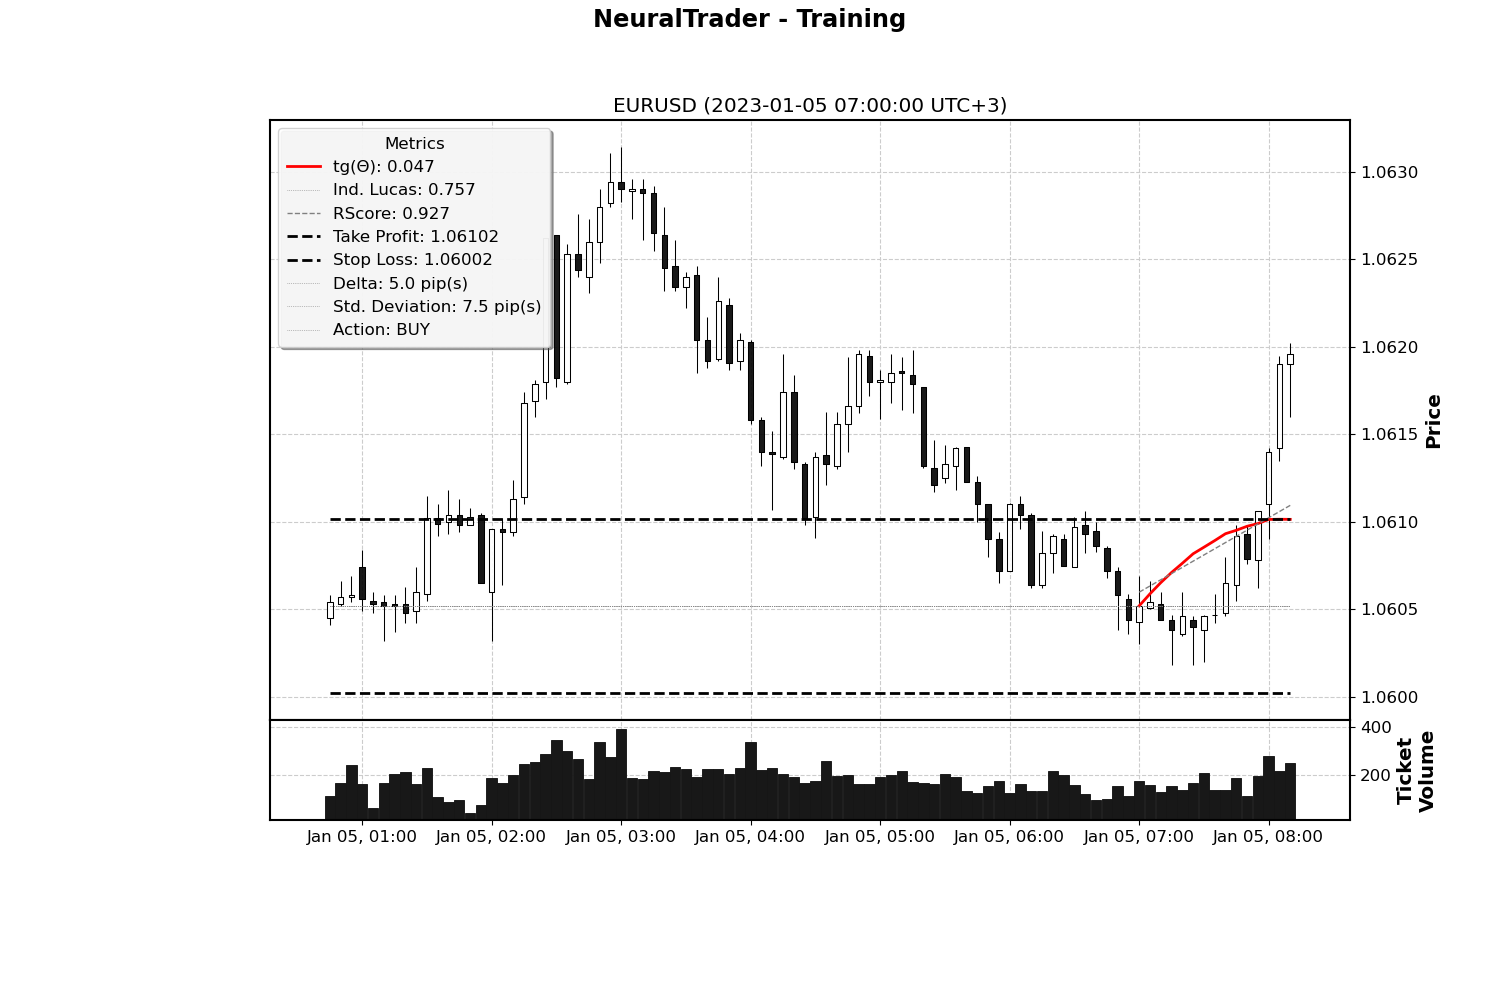 NeuralTrader - Training
EURUSD (2023-01-05 07:00:00 UTC+3)
Metrics
tg(Θ): 0.047
Ind. Lucas: 0.757
RScore: 0.927
Take Profit: 1.06102
Stop Loss: 1.06002
Delta: 5.0 pip(s)
Std. Deviation: 7.5 pip(s)
Action: BUY
1.0630
1.0625
1.0620
1.0615
1.0610
1.0605
1.0600
Price
400
200
Ticket
Volume
Jan 05, 01:00
Jan 05, 02:00
Jan 05, 03:00
Jan 05, 04:00
Jan 05, 05:00
Jan 05, 06:00
Jan 05, 07:00
Jan 05, 08:00